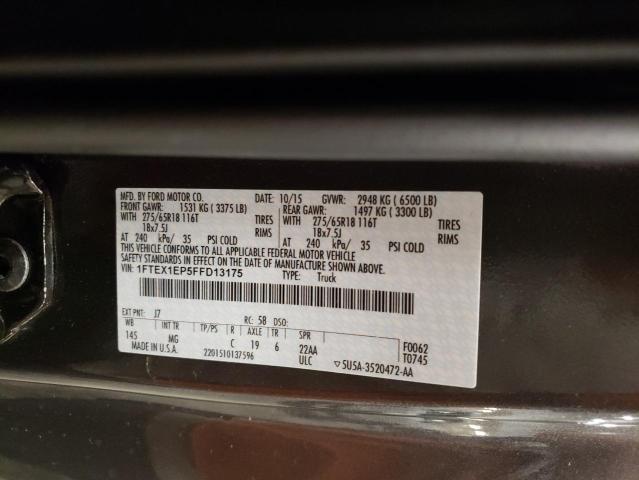 MFD. BY FORD MOTOR CO. DATE: 10/15 GVWR: 2948 KG ( 6500 LB)
FRONT GAWR: 1531 KG ( 3375 LB) REAR GAWR: 1497 KG ( 3300 LB)
WITH 275/65R18 116T TIRES WITH 275/65R18 116T TIRES
18x7.5J RIMS 18x7.5J RIMS
AT 240 kPa/ 35 PSI COLD AT 240 kPa/ 35 PSI COLD
THIS VEHICLE CONFORMS TO ALL APPLICABLE FEDERAL MOTOR VEHICLE
SAFETY STANDARDS IN EFFECT ON THE DATE OF MANUFACTURE SHOWN ABOVE.
VIN: 1FTEX1EP5FFD13175 TYPE: Truck
EXT PNT: J7 RC: 58 DSO:
WB INT TR TP/PS R AXLE TR SPR
145 MG C 19 6 22AA F0062
MADE IN U.S.A. 2201510137596 ULC T0745
▽5U5A-3520472-AA